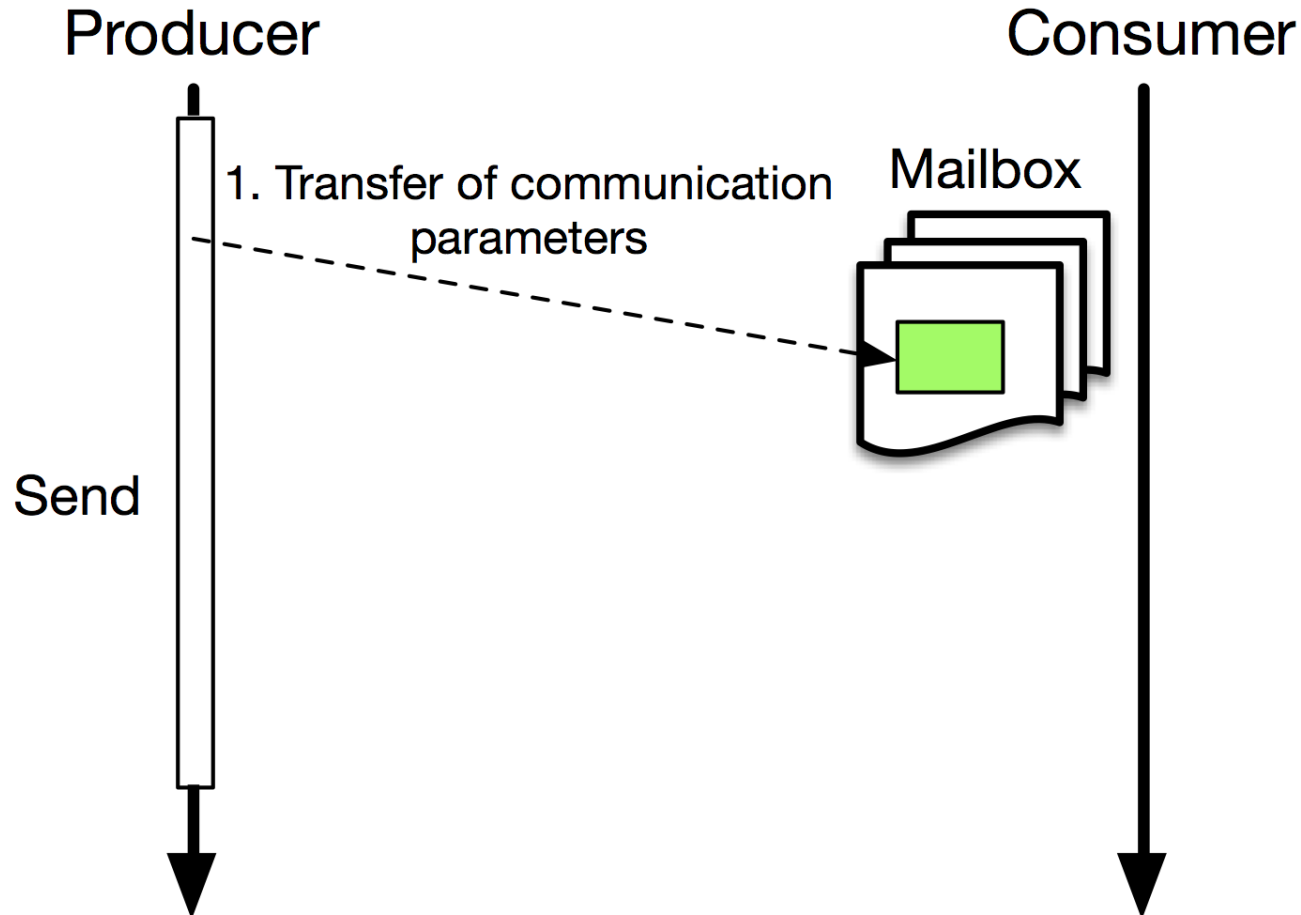 Producer
Consumer
1. Transfer of communication
parameters
Mailbox
Send